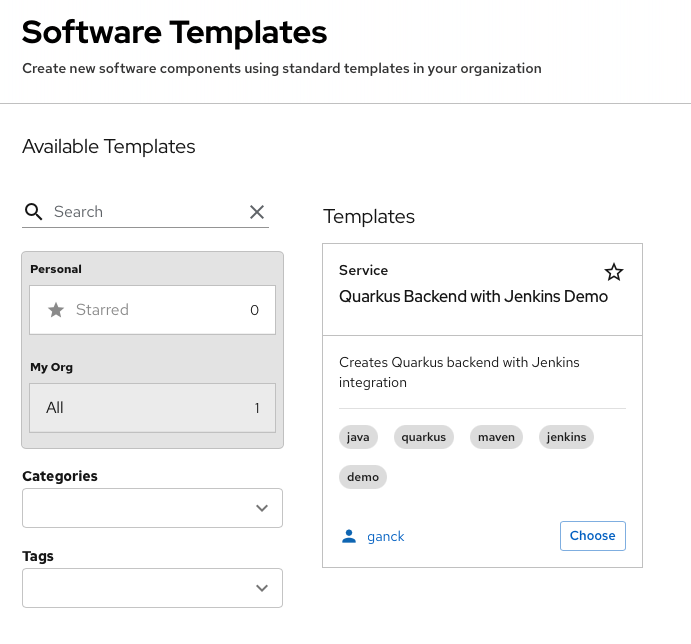 Software Templates
Create new software components using standard templates in your organization
Available Templates
Search
Personal
Starred 0
My Org
All 1
Categories
Tags
Templates
Service
Quarkus Backend with Jenkins Demo
Creates Quarkus backend with Jenkins
integration
java quarkus maven jenkins
demo
ganck Choose